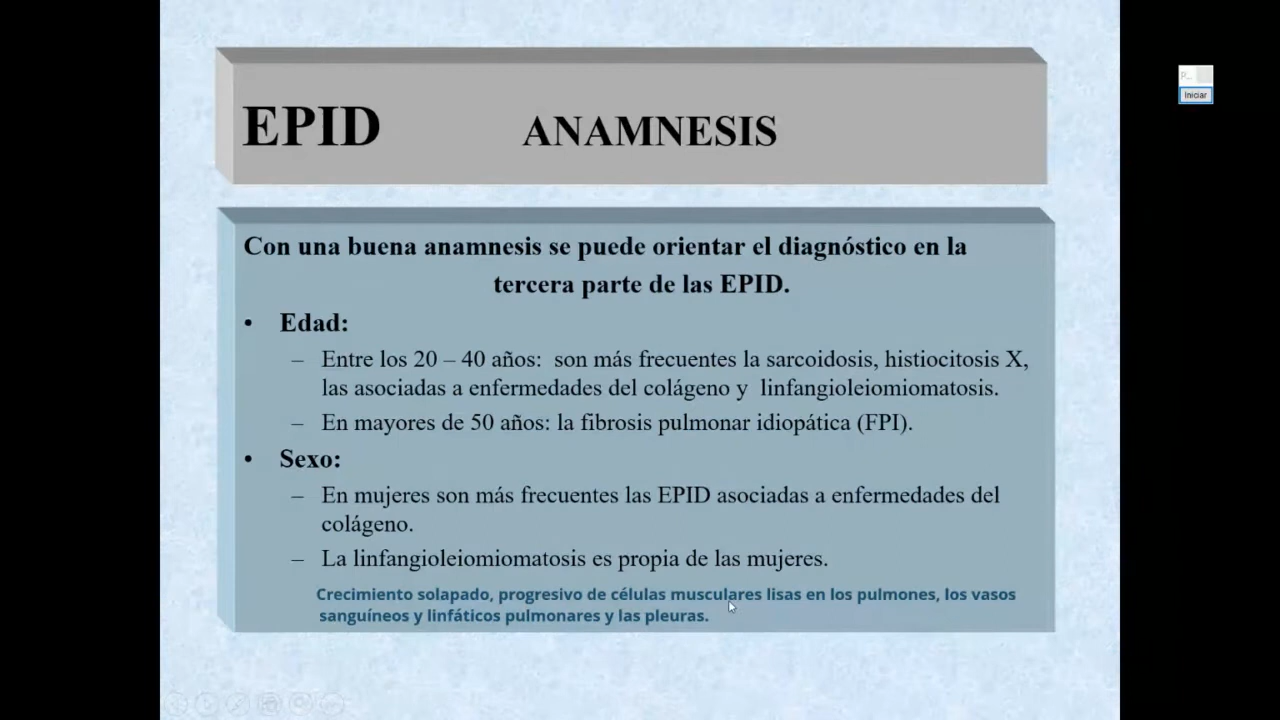 EPID ANAMNESIS
Iniciar
Con una buena anamnesis se puede orientar el diagnóstico en la
tercera parte de las EPID.
• Edad:
– Entre los 20 – 40 años: son más frecuentes la sarcoidosis, histiocitosis X,
las asociadas a enfermedades del colágeno y linfangioleiomiomatosis.
– En mayores de 50 años: la fibrosis pulmonar idiopática (FPI).
• Sexo:
– En mujeres son más frecuentes las EPID asociadas a enfermedades del
colágeno.
– La linfangioleiomiomatosis es propia de las mujeres.
Crecimiento solapado, progresivo de células musculares lisas en los pulmones, los vasos
sanguíneos y linfáticos pulmonares y las pleuras.